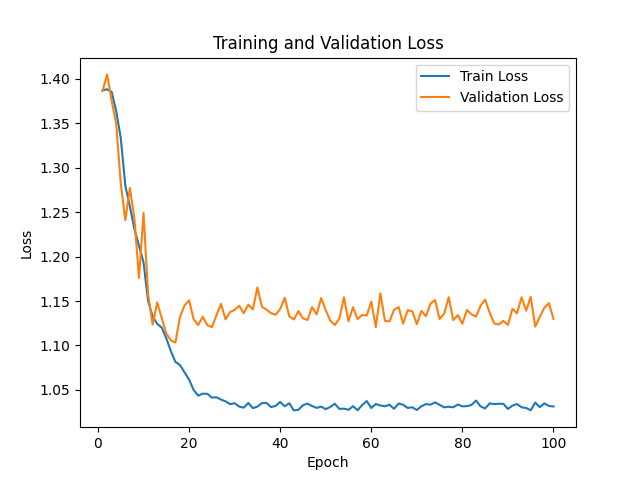 Training and Validation Loss
Train Loss
Validation Loss
Loss
1.40
1.35
1.30
1.25
1.20
1.15
1.10
1.05
0 20 40 60 80 100
Epoch